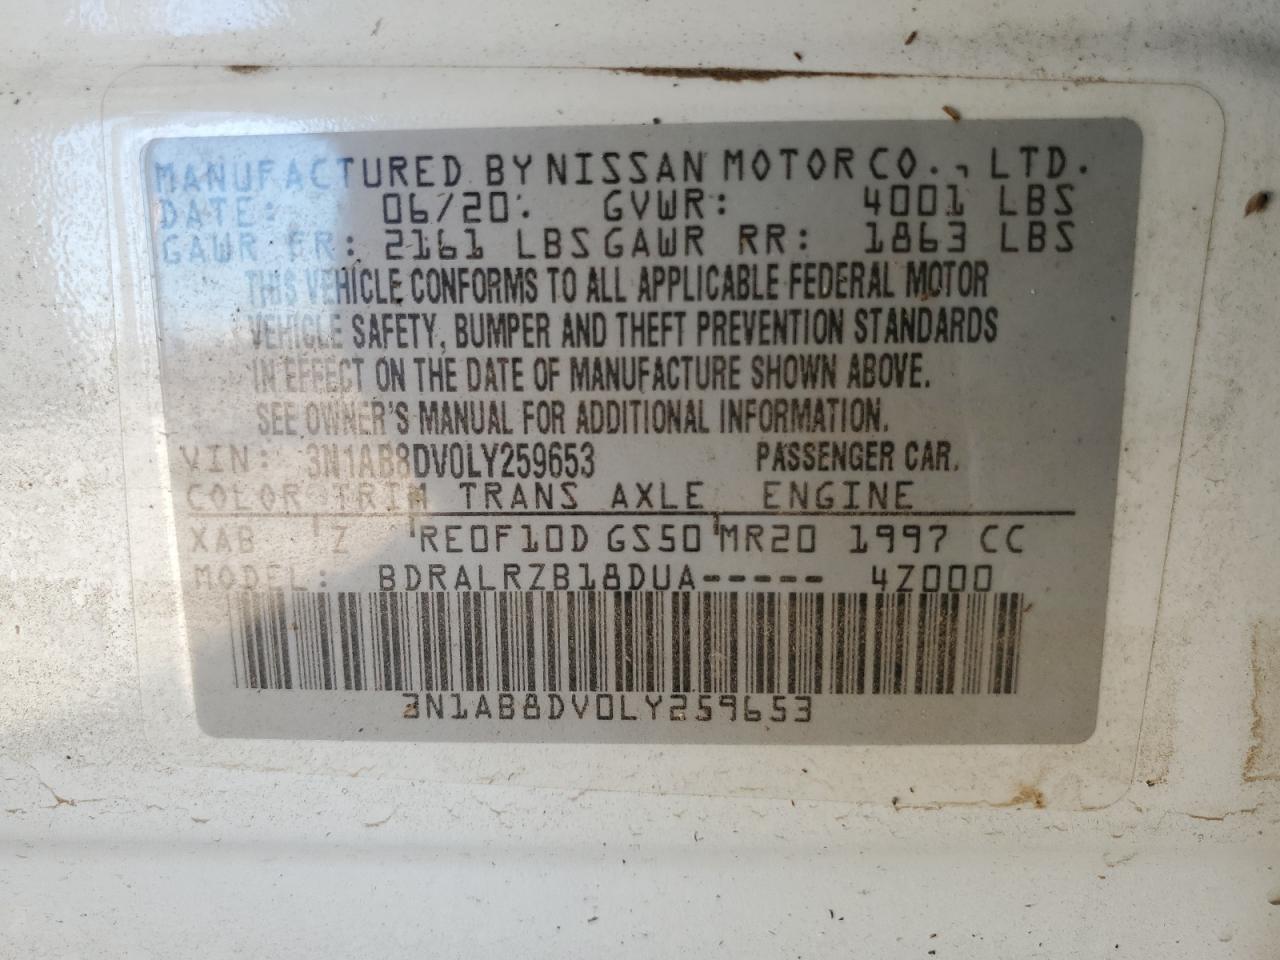 MANUFACTURED BY NISSAN MOTOR CO., LTD.
DATE: 06/20. GVWR: 4001 LBS
GAWR FR: 2161 LBS GAWR RR: 1863 LBS
THIS VEHICLE CONFORMS TO ALL APPLICABLE FEDERAL MOTOR
VEHICLE SAFETY, BUMPER AND THEFT PREVENTION STANDARDS
IN EFFECT ON THE DATE OF MANUFACTURE SHOWN ABOVE.
SEE OWNER'S MANUAL FOR ADDITIONAL INFORMATION.
VIN: 3N1AB8DV0LY259653 PASSENGER CAR.
COLOR TRIM TRANS AXLE ENGINE
XAB Z RE0F10D GS50 MR20 1997 CC
MODEL: BDRALRZB18DUA----- 4Z000
3N1AB8DV0LY259653